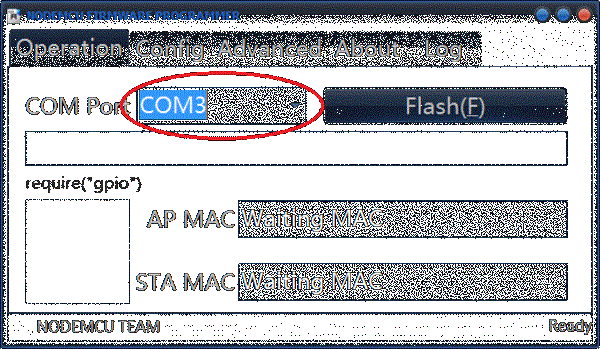 NODEMCU FIRMWARE PROGRAMMER
Operation Config Advanced About Log
COM Port COM3 Flash(F)
require("gpio")
AP MAC Waiting MAC
STA MAC Waiting MAC
NODEMCU TEAM Ready